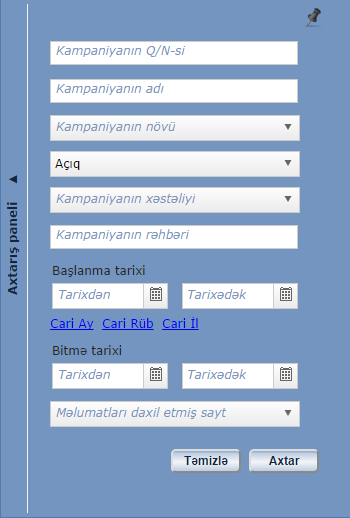 Kampaniyanın Q/N-si
Kampaniyanın adı
Kampaniyanın növü
Açıq
Kampaniyanın xəstəliyi
Kampaniyanın rəhbəri
Başlanma tarixi
Tarixdən Tarixədək
Cari Ay Cari Rüb Cari İl
Bitmə tarixi
Tarixdən Tarixədək
Məlumatları daxil etmiş sayt
Təmizlə Axtar
Axtarış paneli